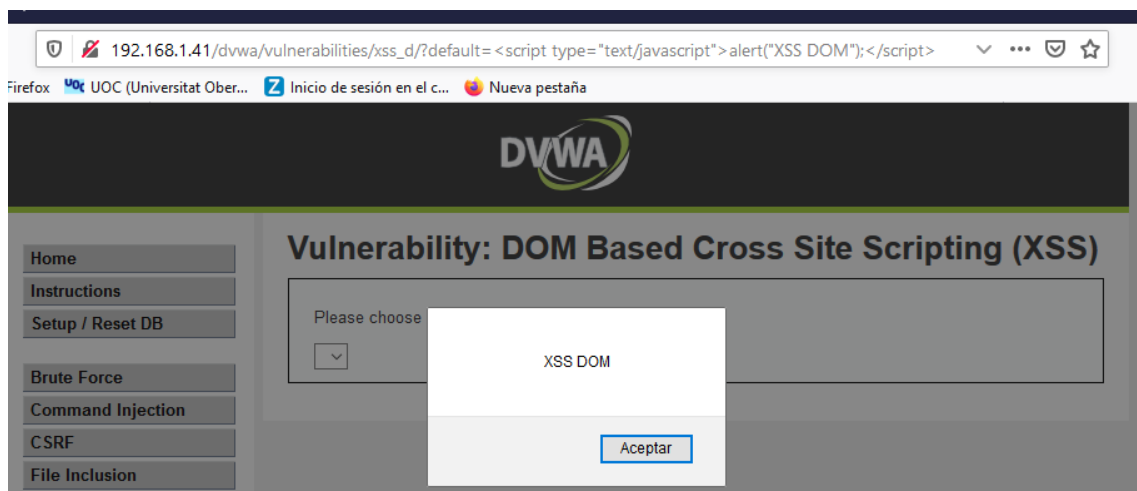 192.168.1.41/dvwa/vulnerabilities/xss_d/?default=<script type="text/javascript">alert("XSS DOM");</script>
Firefox UOC (Universitat Ober... Z Inicio de sesión en el c... Nueva pestaña
DVWA
Home
Instructions
Setup / Reset DB
Brute Force
Command Injection
CSRF
File Inclusion
Vulnerability: DOM Based Cross Site Scripting (XSS)
Please choose
XSS DOM
Aceptar